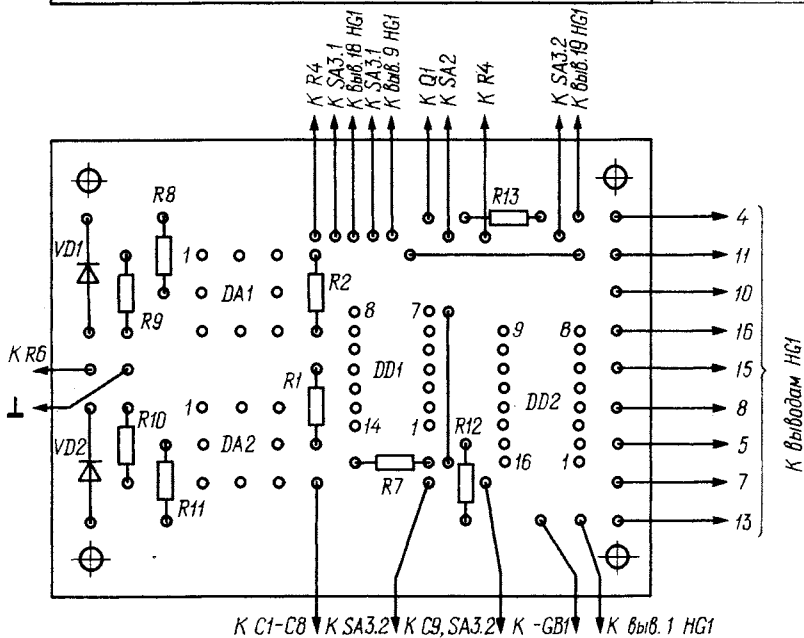 К R4
К SA3.1
К выв.18 HG1
К SA3.1
К выв.9 HG1
К Q1
К SA2
К R4
К SA3.2
К выв.19 HG1
R8
R13
4
VD1
1
11
DA1
R2
10
R9
8
7
9
8
16
К R6
15
DD1
R1
DD2
8
R10
1
14
1
R12
5
VD2
DA2
16
1
R7
7
R11
13
К выводам HG1
К C1-C8
К SA3.2
К C9, SA3.2
К -GB1
К выв. 1 HG1